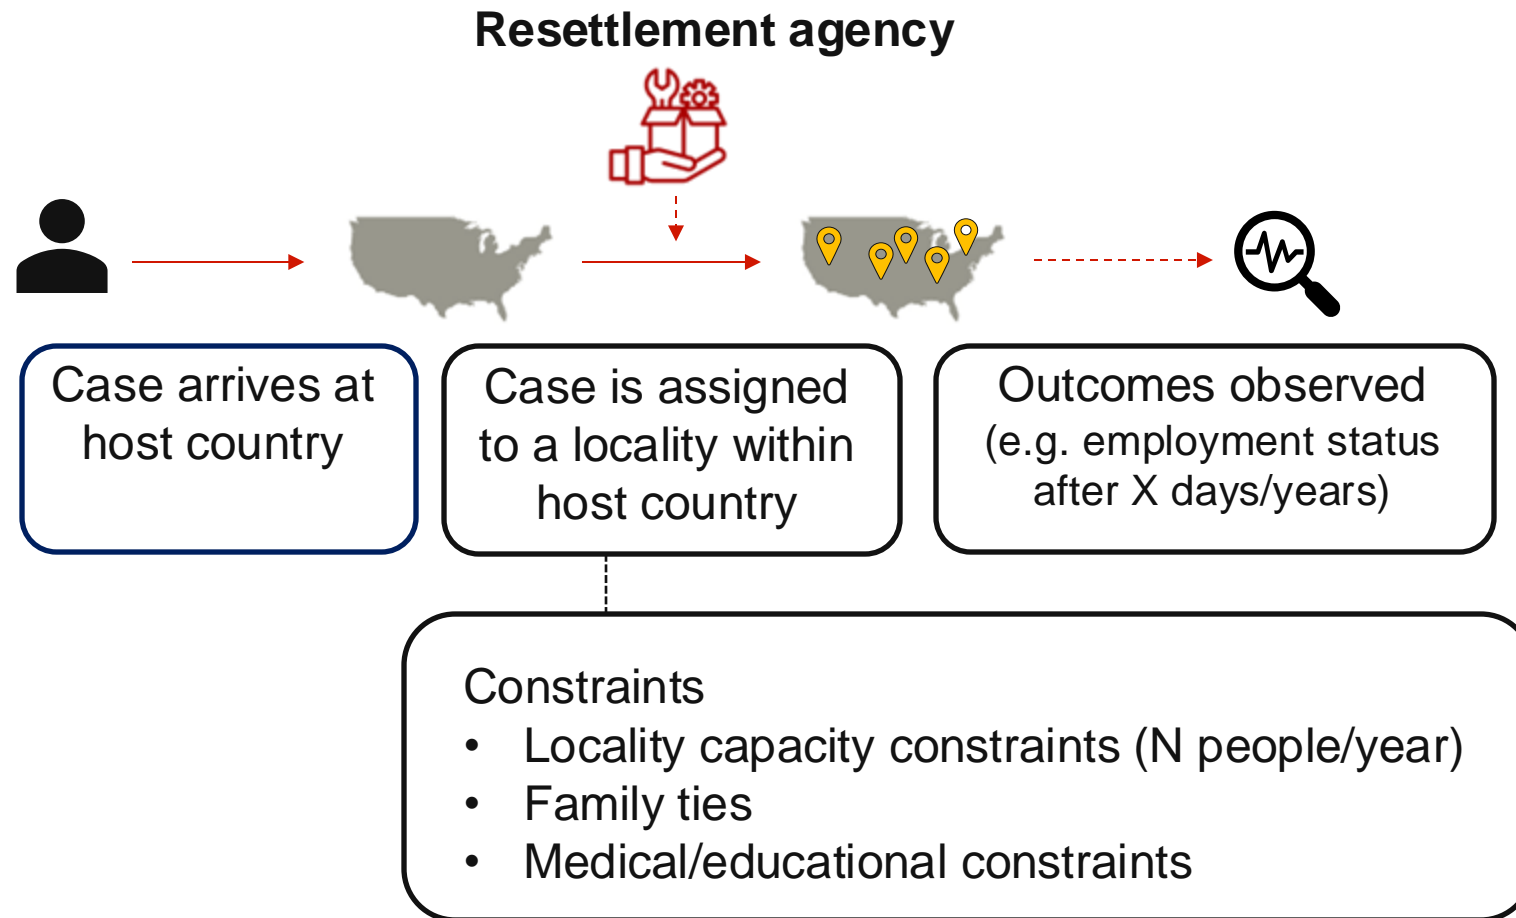 Resettlement agency
Case arrives at
host country
Case is assigned
to a locality within
host country
Outcomes observed
(e.g. employment status
after X days/years)
Constraints
• Locality capacity constraints (N people/year)
• Family ties
• Medical/educational constraints